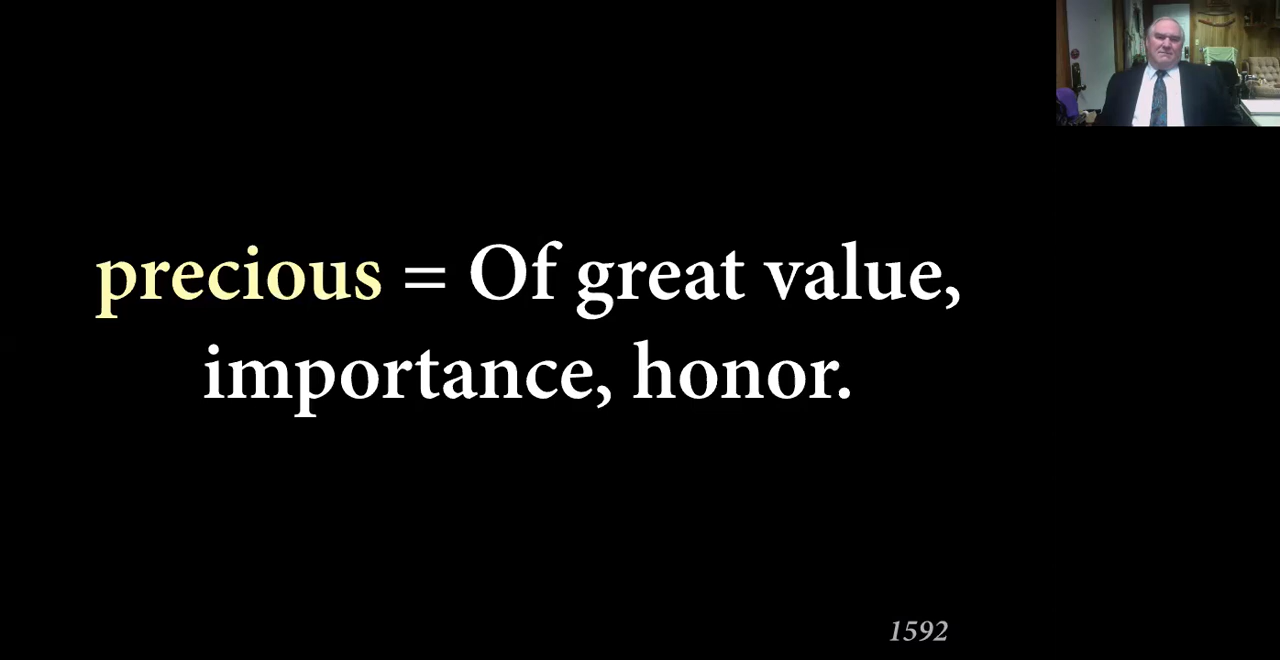 precious = Of great value,
importance, honor.
1592